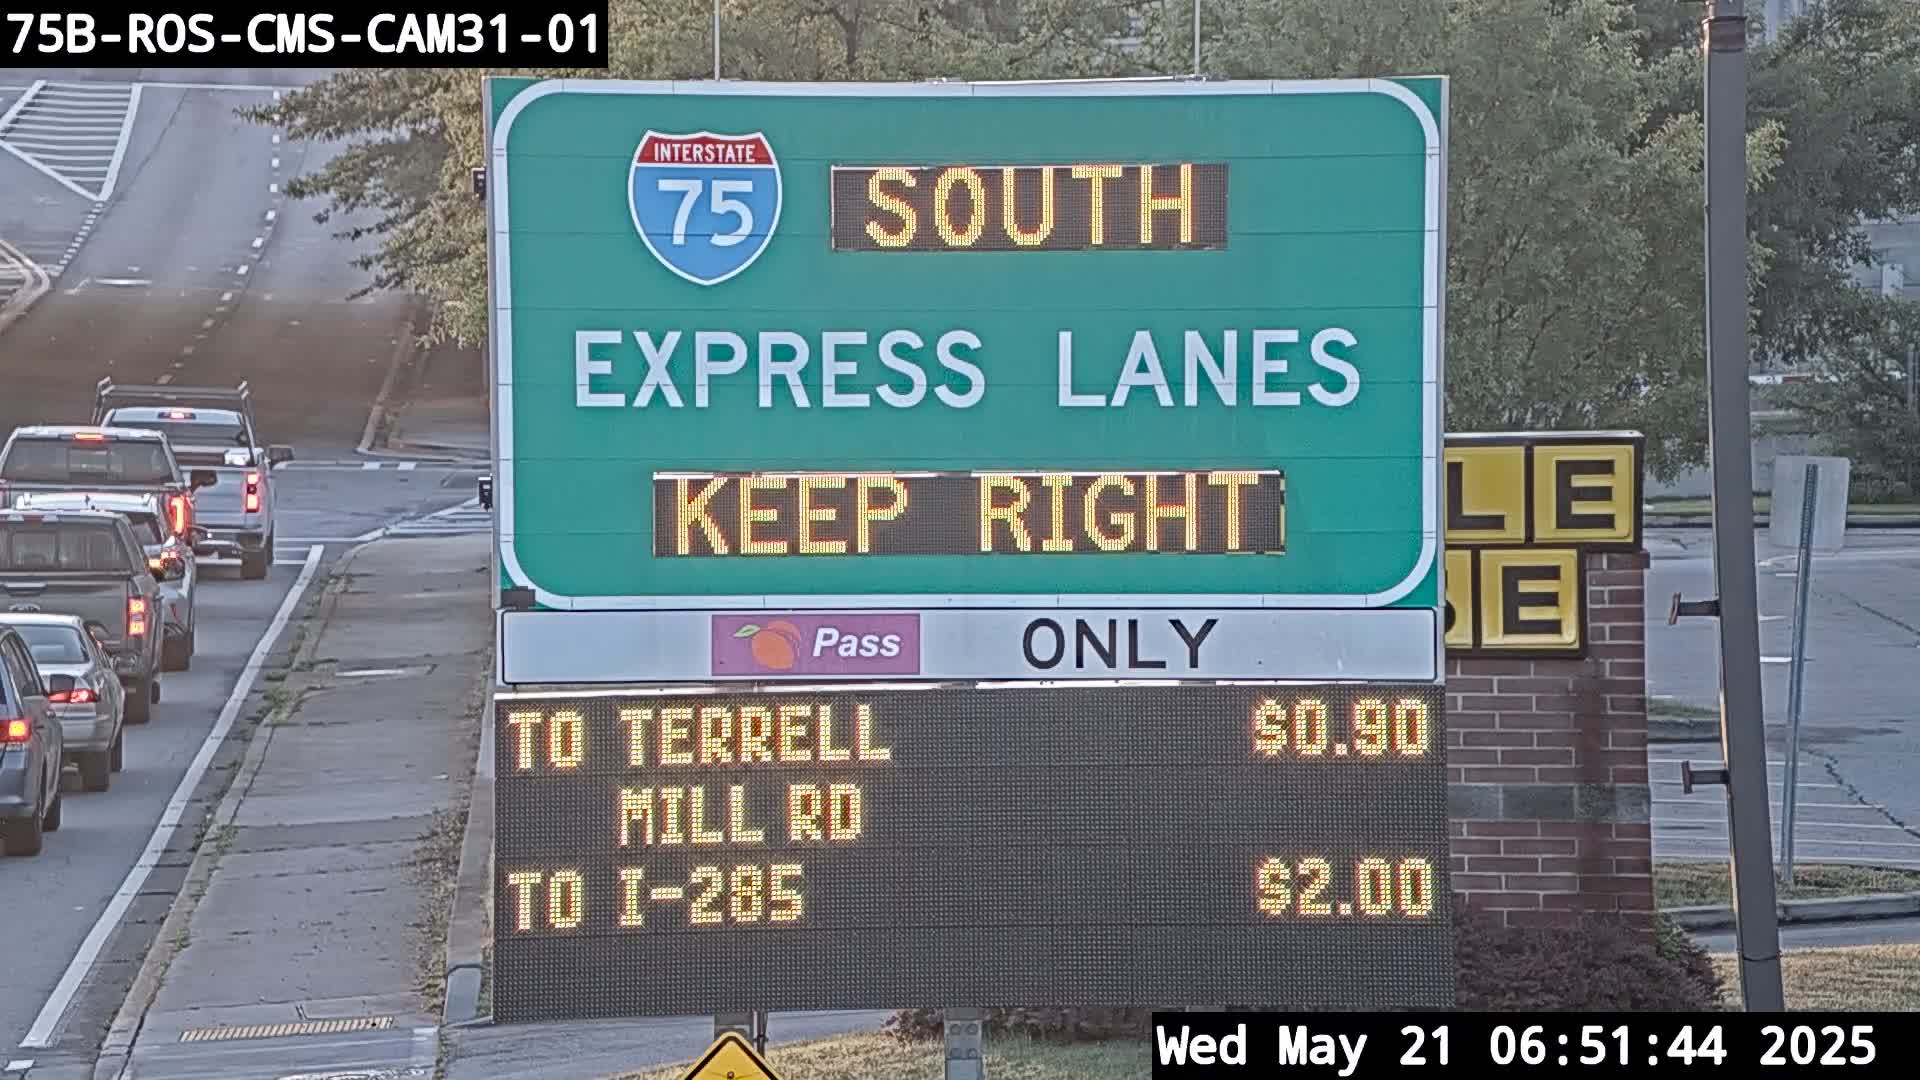 75B-ROS-CMS-CAM31-01
INTERSTATE
75
SOUTH
EXPRESS LANES
KEEP RIGHT
Pass ONLY
TO TERRELL $0.90
MILL RD
TO I-285 $2.00
LE
E
Wed May 21 06:51:44 2025